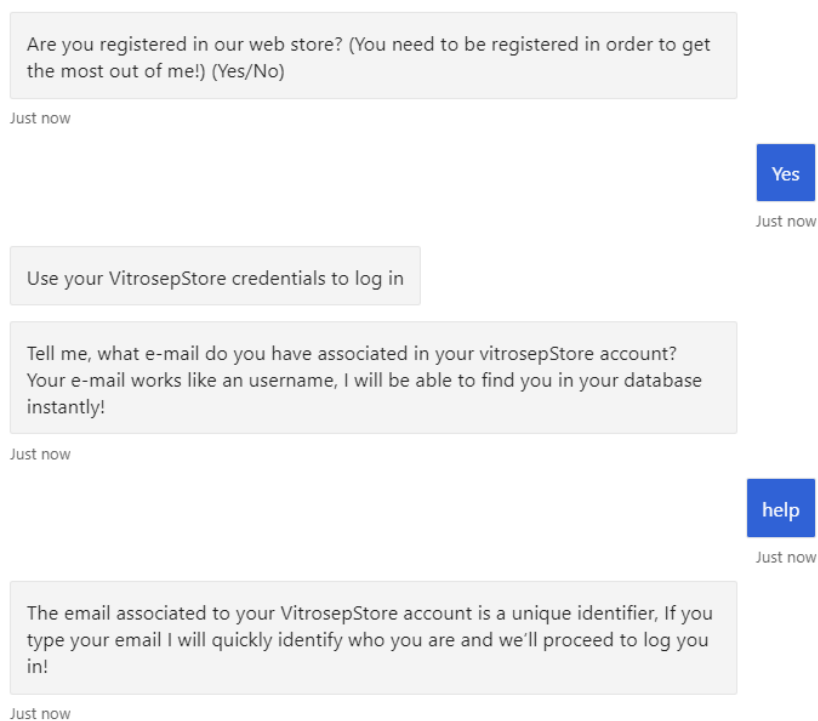 Are you registered in our web store? (You need to be registered in order to get
the most out of me!) (Yes/No)
Just now
Yes
Just now
Use your VitrosepStore credentials to log in
Tell me, what e-mail do you have associated in your vitrosepStore account?
Your e-mail works like an username, I will be able to find you in your database
instantly!
Just now
help
Just now
The email associated to your VitrosepStore account is a unique identifier, If you
type your email I will quickly identify who you are and we’ll proceed to log you
in!
Just now